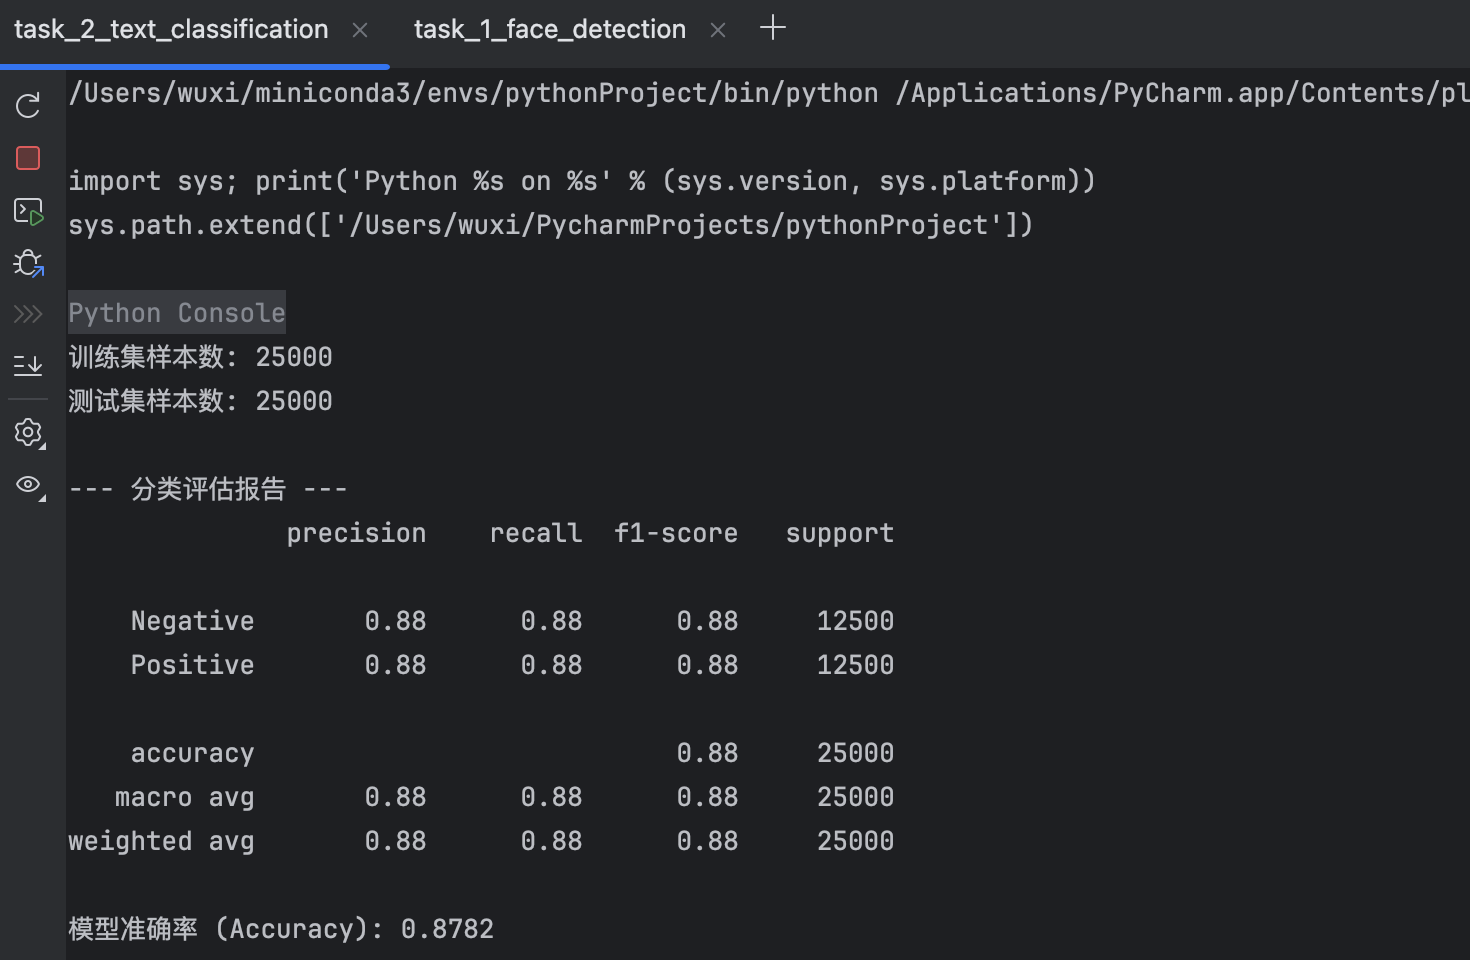 task_2_text_classification task_1_face_detection
/Users/wuxi/miniconda3/envs/pythonProject/bin/python /Applications/PyCharm.app/Contents/pl
import sys; print('Python %s on %s' % (sys.version, sys.platform))
sys.path.extend(['/Users/wuxi/PycharmProjects/pythonProject'])
Python Console
训练集样本数: 25000
测试集样本数: 25000
--- 分类评估报告 ---
precision recall f1-score support
Negative 0.88 0.88 0.88 12500
Positive 0.88 0.88 0.88 12500
accuracy 0.88 25000
macro avg 0.88 0.88 0.88 25000
weighted avg 0.88 0.88 0.88 25000
模型准确率 (Accuracy): 0.8782